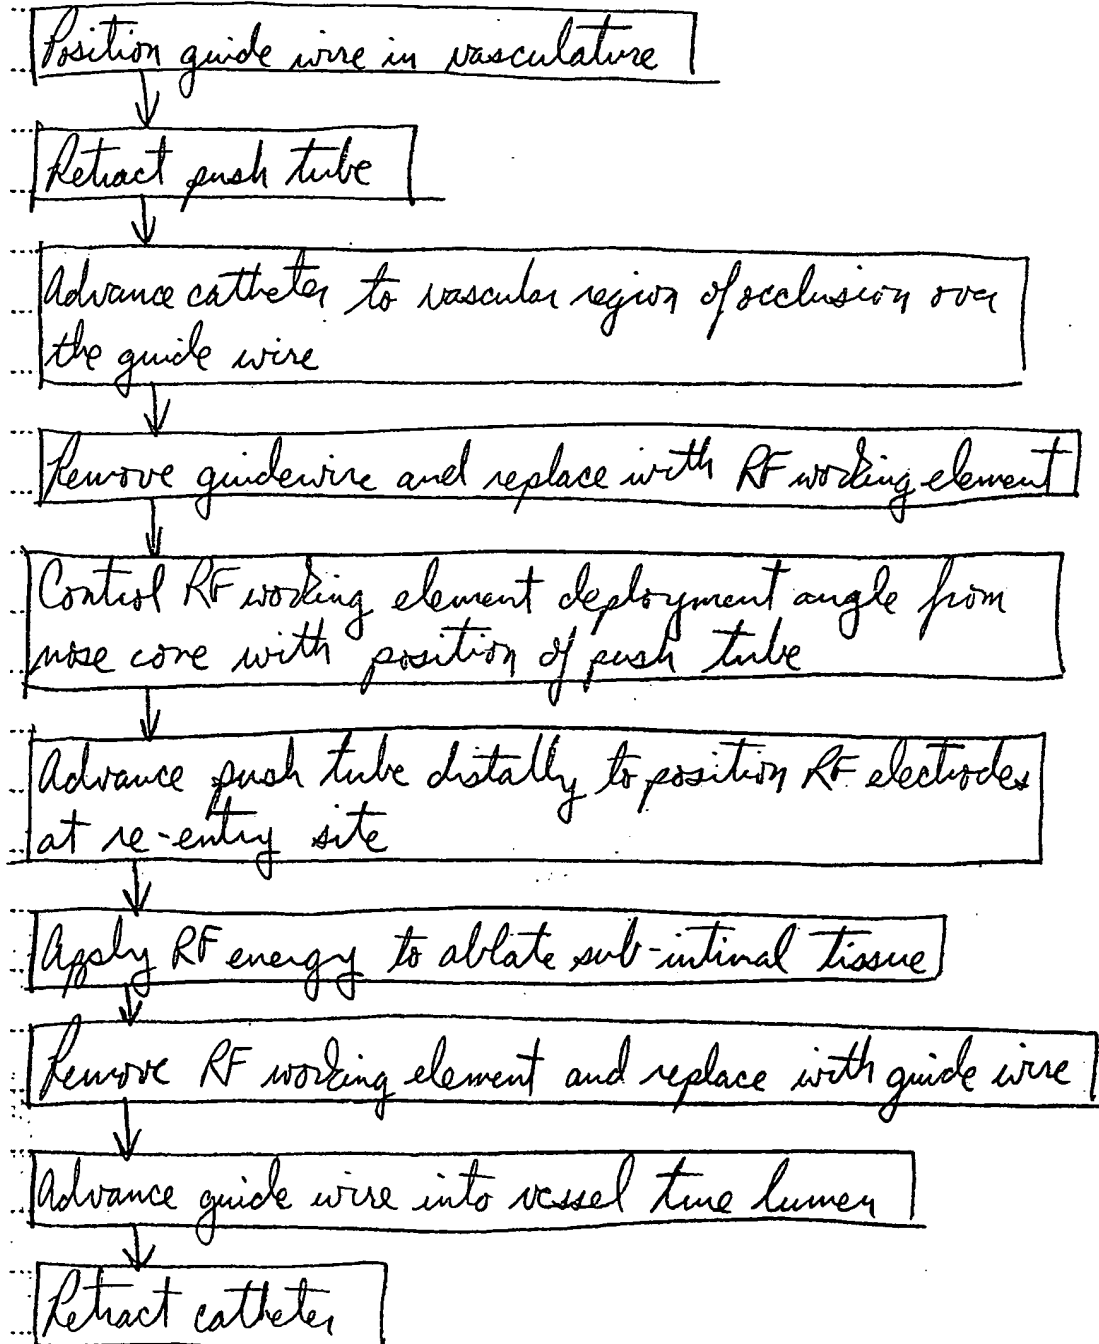 Position guide wire in vasculature
Retract push tube
Advance catheter to vascular region of occlusion over
the guide wire
Remove guidewire and replace with RF working element
Control RF working element deployment angle from
nose cone with position of push tube
Advance push tube distally to position RF electrodes
at re-entry site
Apply RF energy to ablate sub-intimal tissue
Remove RF working element and replace with guide wire
Advance guide wire into vessel true lumen
Retract catheter